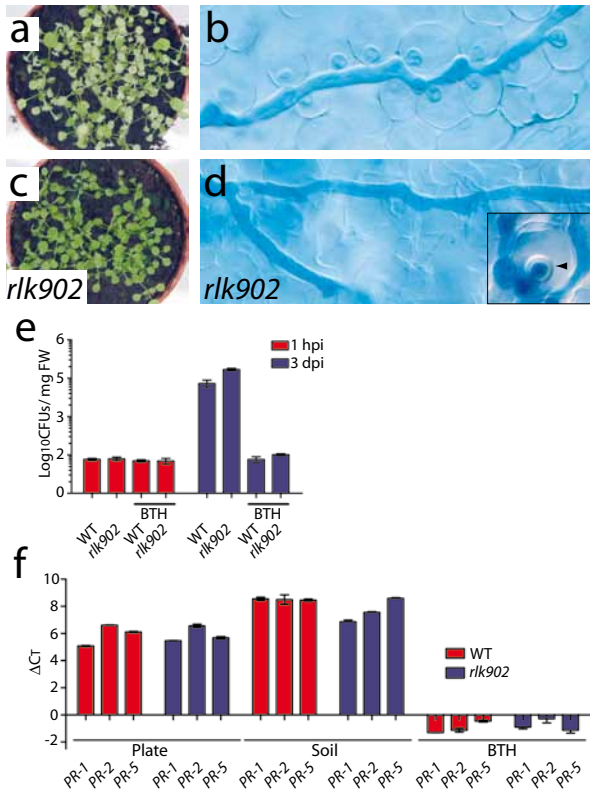 a
b
c
rlk902
d
rlk902
e
Log10CFUs/ mg FW
6
5
3
2
0
1 hpi
3 dpi
WT
rlk902
WT
rlk902
BTH
WT
rlk902
WT
rlk902
BTH
f
ΔCT
10
8
6
4
2
0
-2
WT
rlk902
PR-1
PR-2
PR-5
PR-1
PR-2
PR-5
Plate
PR-1
PR-2
PR-5
PR-1
PR-2
PR-5
Soil
PR-1
PR-2
PR-5
PR-1
PR-2
PR-5
BTH